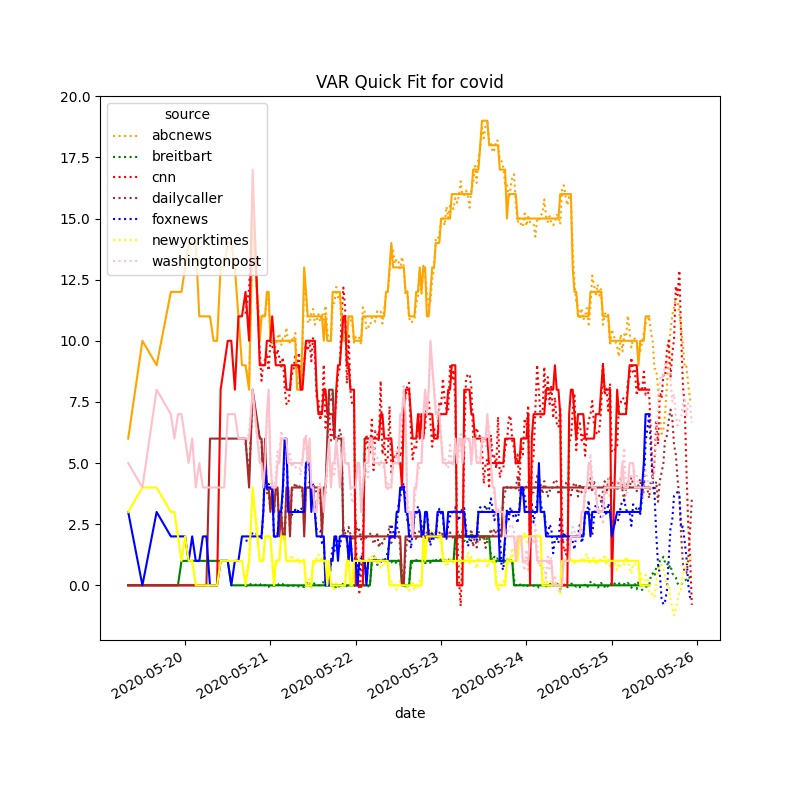 VAR Quick Fit for covid
20.0
17.5
15.0
12.5
10.0
7.5
5.0
2.5
0.0
source
abcnews
breitbart
cnn
dailycaller
foxnews
newyorktimes
washingtonpost
2020-05-20
2020-05-21
2020-05-22
2020-05-23
2020-05-24
2020-05-25
2020-05-26
date